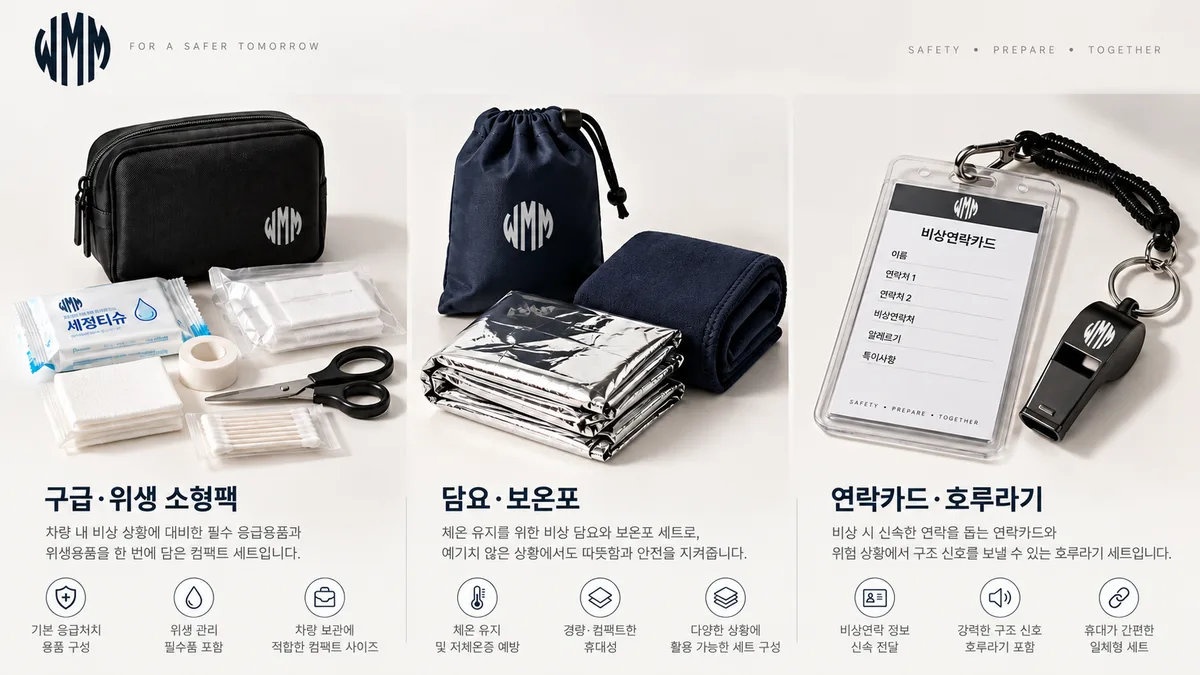 WMM
FOR A SAFER TOMORROW
SAFETY • PREPARE • TOGETHER
WMM
WMM
세정티슈
WMM
WMM
비상연락카드
이름
연락처 1
연락처 2
비상연락처
알레르기
특이사항
SAFETY • PREPARE • TOGETHER
WMM
구급·위생 소형팩
차량 내 비상 상황에 대비한 필수 응급용품과
위생용품을 한 번에 담은 컴팩트 세트입니다.
기본 응급처치
용품 구성
위생 관리
필수품 포함
차량 보관에
적합한 컴팩트 사이즈
담요·보온포
체온 유지를 위한 비상 담요와 보온포 세트로,
예기치 않은 상황에서도 따뜻함과 안전을 지켜줍니다.
체온 유지
및 저체온증 예방
경량·컴팩트한
휴대성
다양한 상황에
활용 가능한 세트 구성
연락카드·호루라기
비상 시 신속한 연락을 돕는 연락카드와
위험 상황에서 구조 신호를 보낼 수 있는 호루라기 세트입니다.
비상연락 정보
신속 전달
강력한 구조 신호
호루라기 포함
휴대가 간편한
일체형 세트